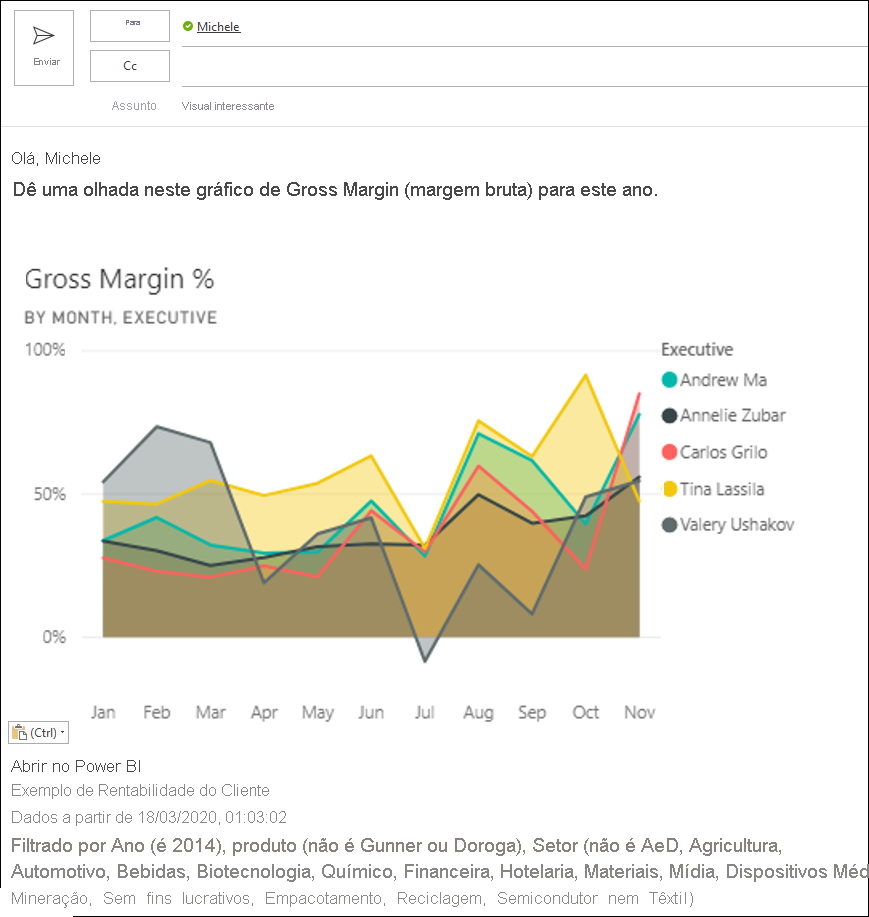 Enviar
Para
Michele
Cc
Assunto
Visual interessante
Olá, Michele
Dê uma olhada neste gráfico de Gross Margin (margem bruta) para este ano.
Gross Margin %
BY MONTH, EXECUTIVE
100%
50%
0%
Jan Feb Mar Apr May Jun Jul Aug Sep Oct Nov
Executive
Andrew Ma
Annelie Zubar
Carlos Grilo
Tina Lassila
Valery Ushakov
(Ctrl)
Abrir no Power BI
Exemplo de Rentabilidade do Cliente
Dados a partir de 18/03/2020, 01:03:02
Filtrado por Ano (é 2014), produto (não é Gunner ou Doroga), Setor (não é AeD, Agricultura,
Automotivo, Bebidas, Biotecnologia, Químico, Financeira, Hotelaria, Materiais, Mídia, Dispositivos Méd
Mineração, Sem fins lucrativos, Empacotamento, Reciclagem, Semicondutor nem Têxtil)